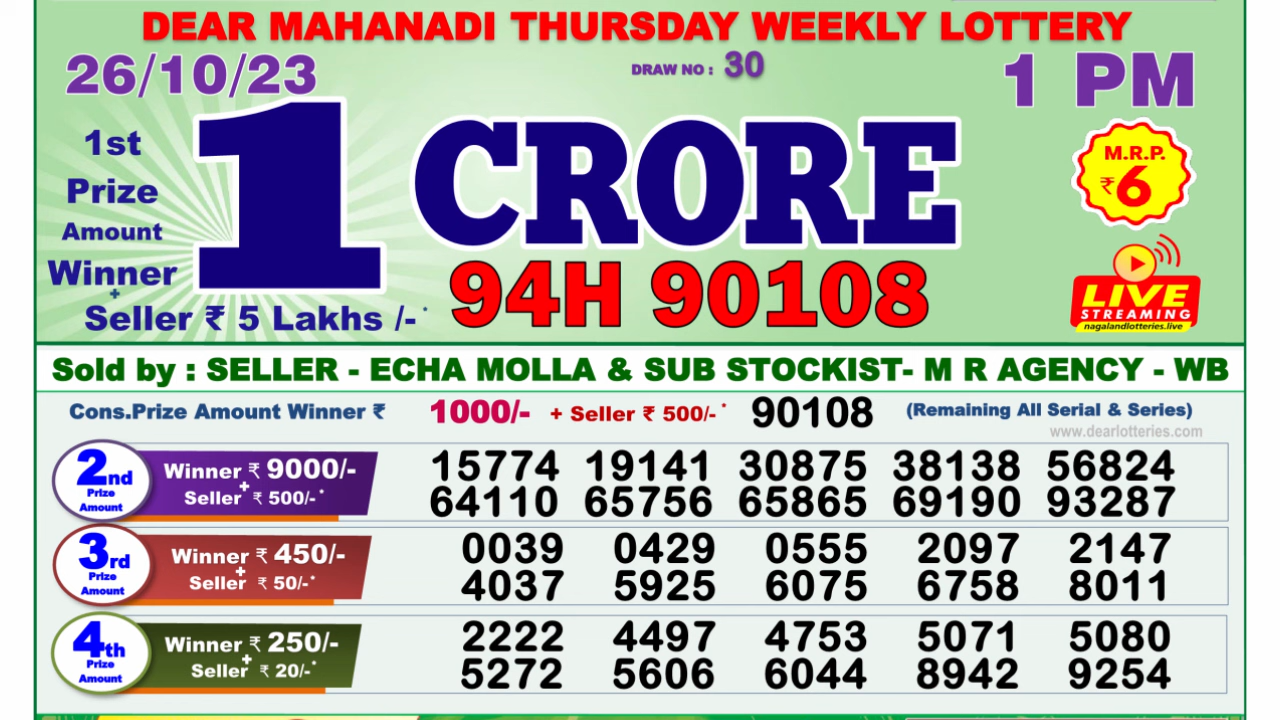 DEAR MAHANADI THURSDAY WEEKLY LOTTERY
26/10/23
DRAW NO : 30
1 PM
1st
Prize
Amount
Winner
+
Seller ₹ 5 Lakhs /-*
1 CRORE
94H 90108
M.R.P.
₹6
LIVE
STREAMING
nagalandlotteries.live
Sold by : SELLER - ECHA MOLLA & SUB STOCKIST- M R AGENCY - WB
Cons.Prize Amount Winner ₹ 1000/- + Seller ₹ 500/-* 90108 (Remaining All Serial & Series)
www.dearlotteries.com
2nd
Prize
Amount
Winner ₹ 9000/-
+
Seller ₹ 500/-*
15774 19141 30875 38138 56824
64110 65756 65865 69190 93287
3rd
Prize
Amount
Winner ₹ 450/-
+
Seller ₹ 50/-*
0039 0429 0555 2097 2147
4037 5925 6075 6758 8011
4th
Prize
Amount
Winner ₹ 250/-
+
Seller ₹ 20/-*
2222 4497 4753 5071 5080
5272 5606 6044 8942 9254